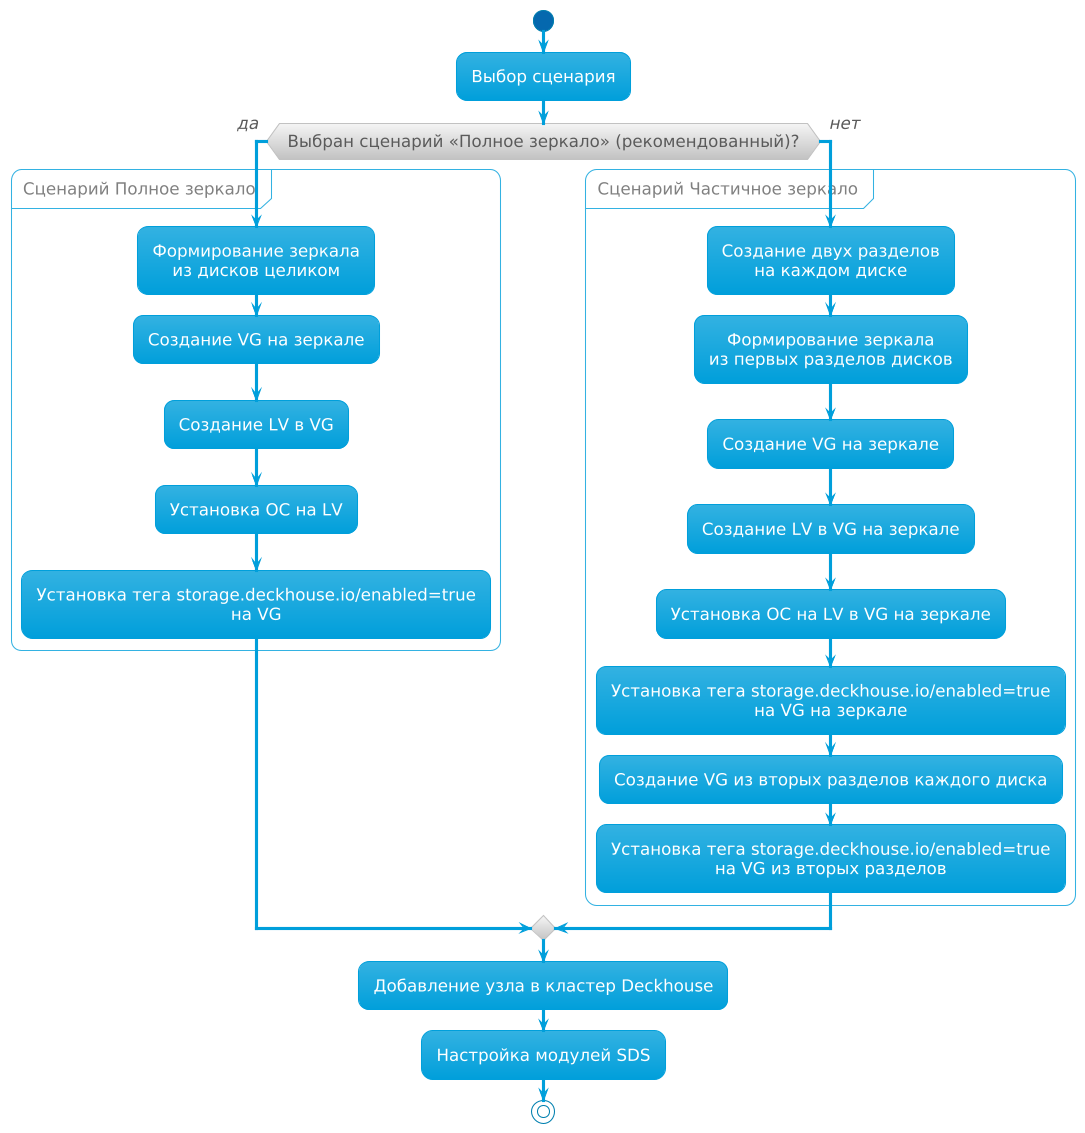 Выбор сценария
да
Выбран сценарий «Полное зеркало» (рекомендованный)?
нет
Сценарий Полное зеркало
Формирование зеркала
из дисков целиком
Создание VG на зеркале
Создание LV в VG
Установка ОС на LV
Установка тега storage.deckhouse.io/enabled=true
на VG
Сценарий Частичное зеркало
Создание двух разделов
на каждом диске
Формирование зеркала
из первых разделов дисков
Создание VG на зеркале
Создание LV в VG на зеркале
Установка ОС на LV в VG на зеркале
Установка тега storage.deckhouse.io/enabled=true
на VG на зеркале
Создание VG из вторых разделов каждого диска
Установка тега storage.deckhouse.io/enabled=true
на VG из вторых разделов
Добавление узла в кластер Deckhouse
Настройка модулей SDS